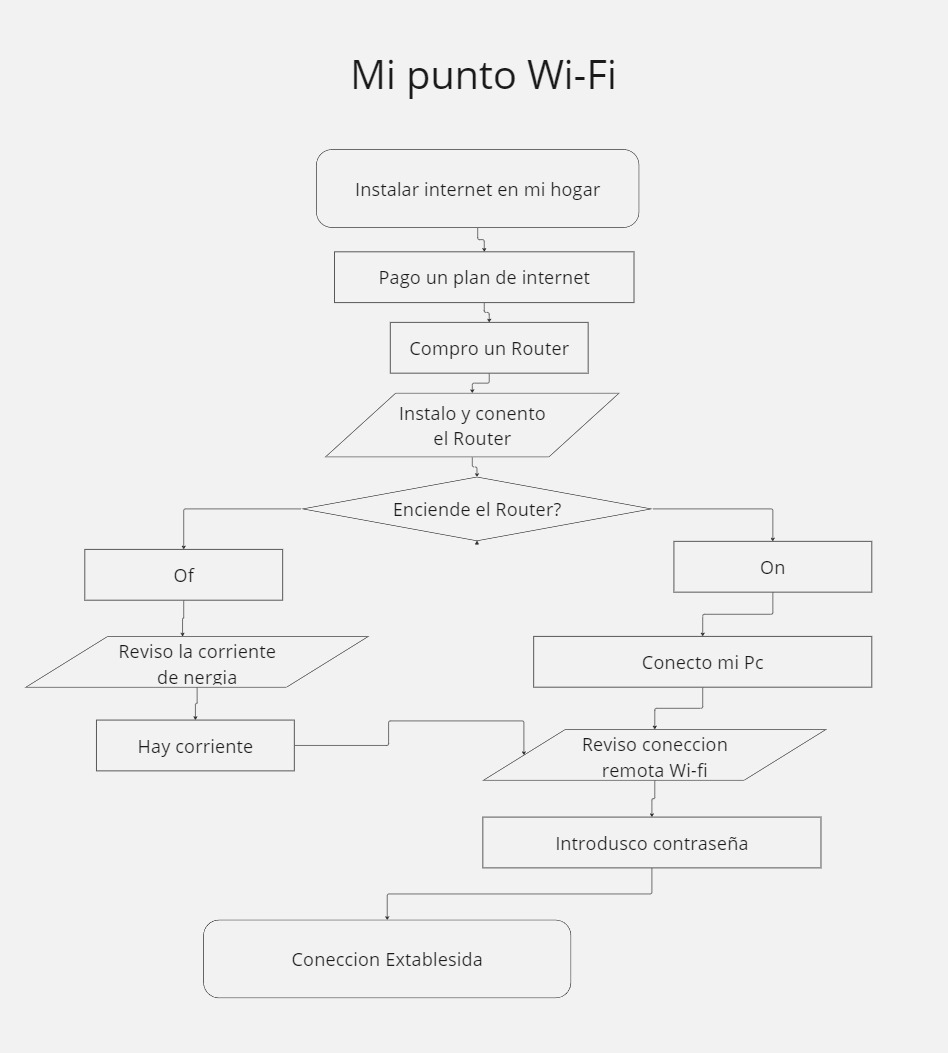 Mi punto Wi-Fi
Instalar internet en mi hogar
Pago un plan de internet
Compro un Router
Instalo y conento
el Router
Enciende el Router?
Of
On
Reviso la corriente
de nergia
Conecto mi Pc
Hay corriente
Reviso coneccion
remota Wi-fi
Introdusco contraseña
Coneccion Extablesida